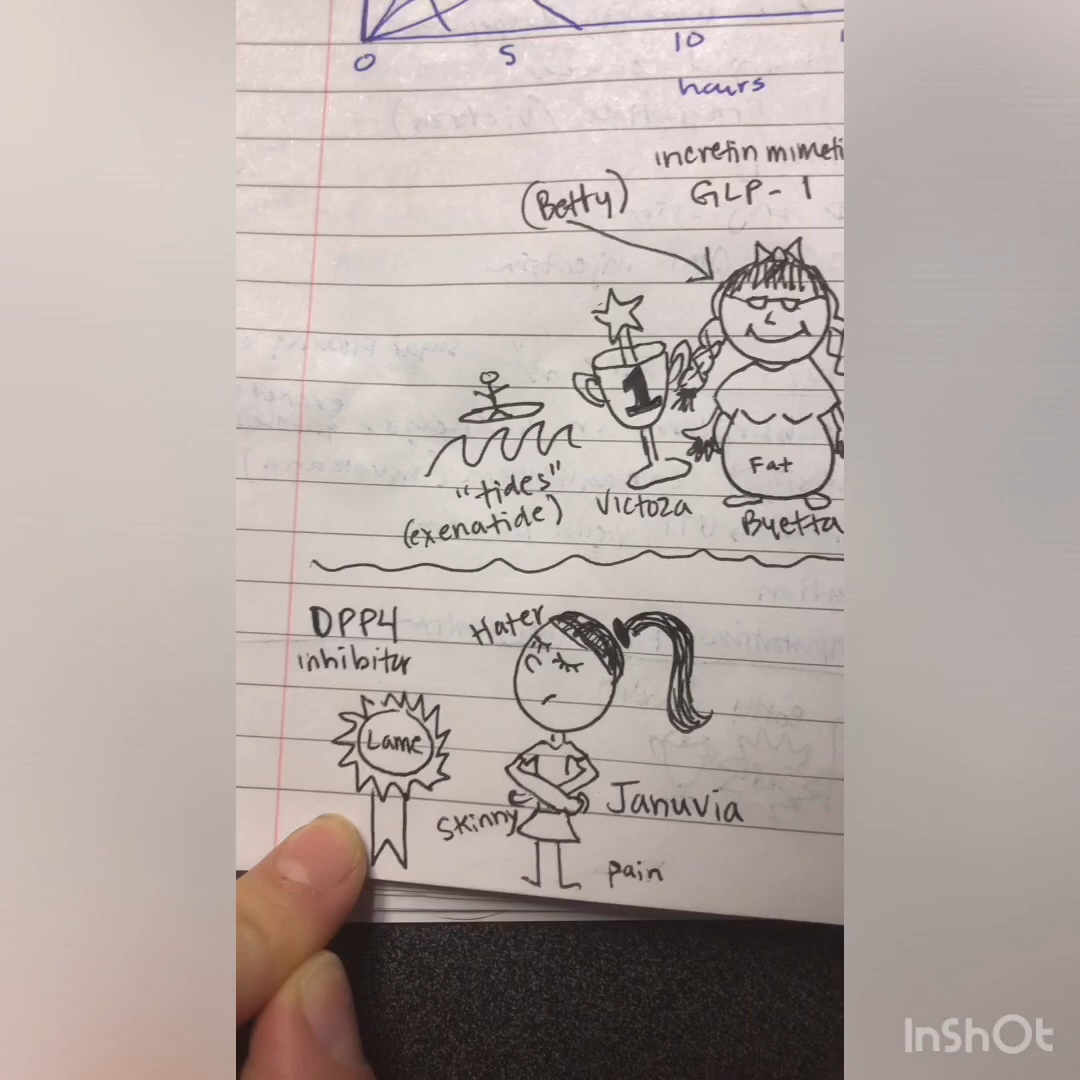 0
5
10
hours
incretin mimeti
(Betty)
GLP-1
1
Fat
"tides"
(exenatide)
Victoza
Byetta
DPP4
inhibitor
Hater
Lame
Skinny
Januvia
pain
InShOt